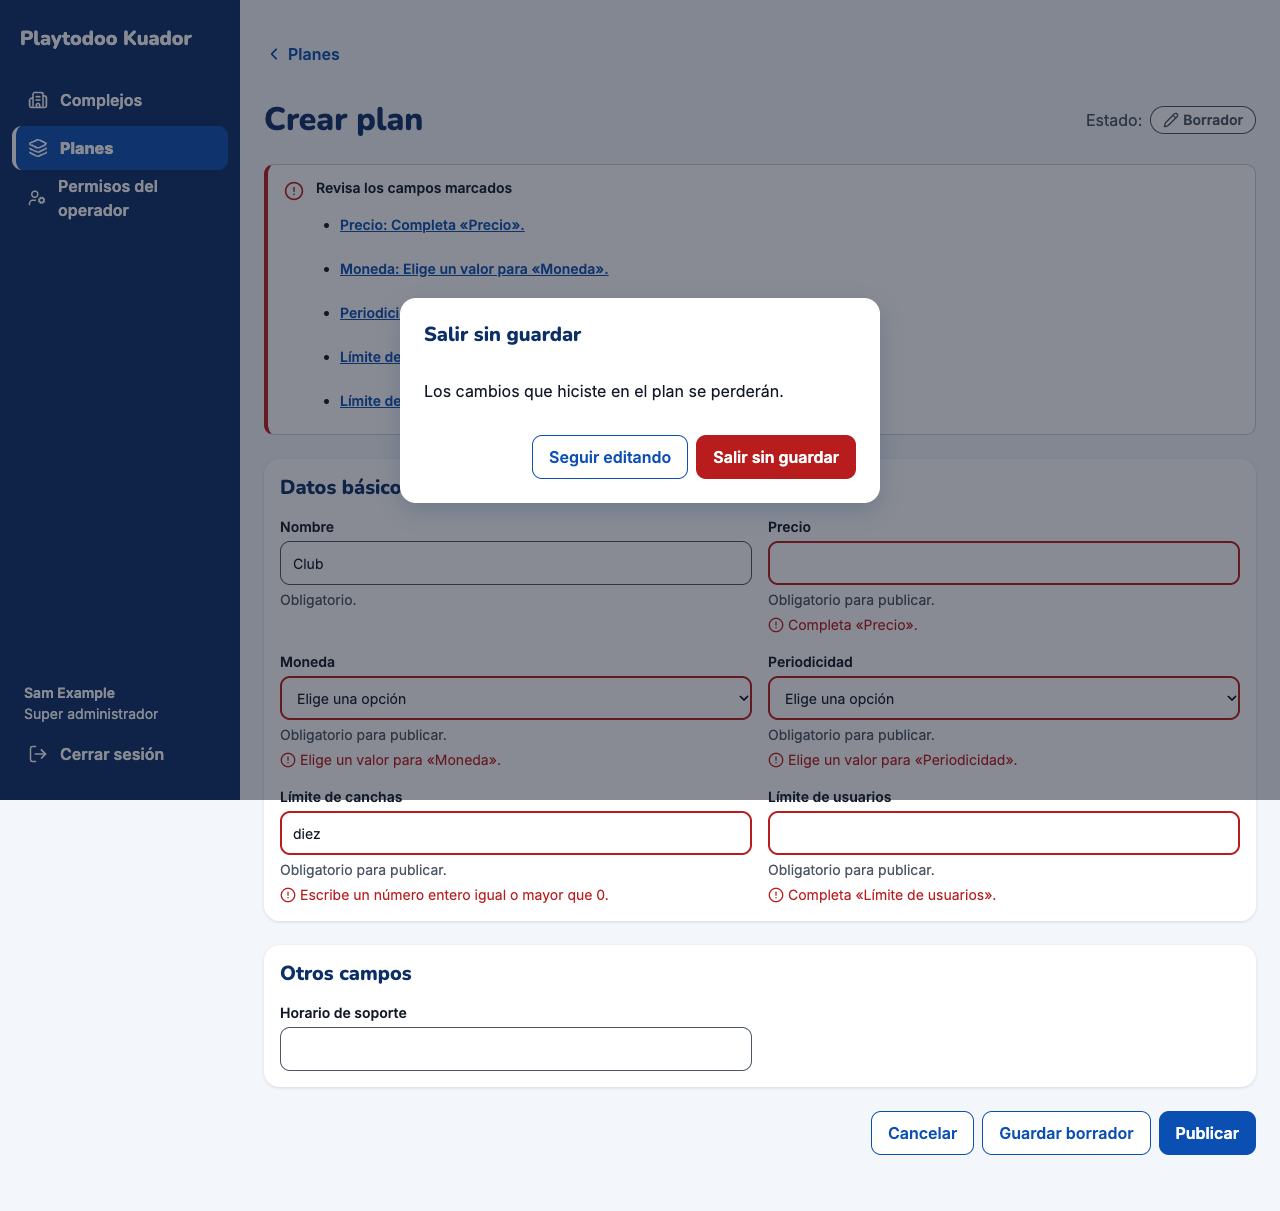 Playtodoo Kuador
Complejos
Planes
Permisos del
operador
Sam Example
Super administrador
Cerrar sesión
Planes
Crear plan
Estado: Borrador
Revisa los campos marcados
Precio: Completa «Precio».
Moneda: Elige un valor para «Moneda».
Límite de
Límite de
Salir sin guardar
Los cambios que hiciste en el plan se perderán.
Seguir editando
Salir sin guardar
Datos
Nombre
Club
Obligatorio.
Precio
Obligatorio para publicar.
Completa «Precio».
Moneda
Elige una opción
Obligatorio para publicar.
Elige un valor para «Moneda».
Periodicidad
Elige una opción
Obligatorio para publicar.
Elige un valor para «Periodicidad».
Límite de canchas
diez
Obligatorio para publicar.
Escribe un número entero igual o mayor que 0.
Límite de usuarios
Obligatorio para publicar.
Completa «Límite de usuarios».
Otros campos
Horario de soporte
Cancelar
Guardar borrador
Publicar